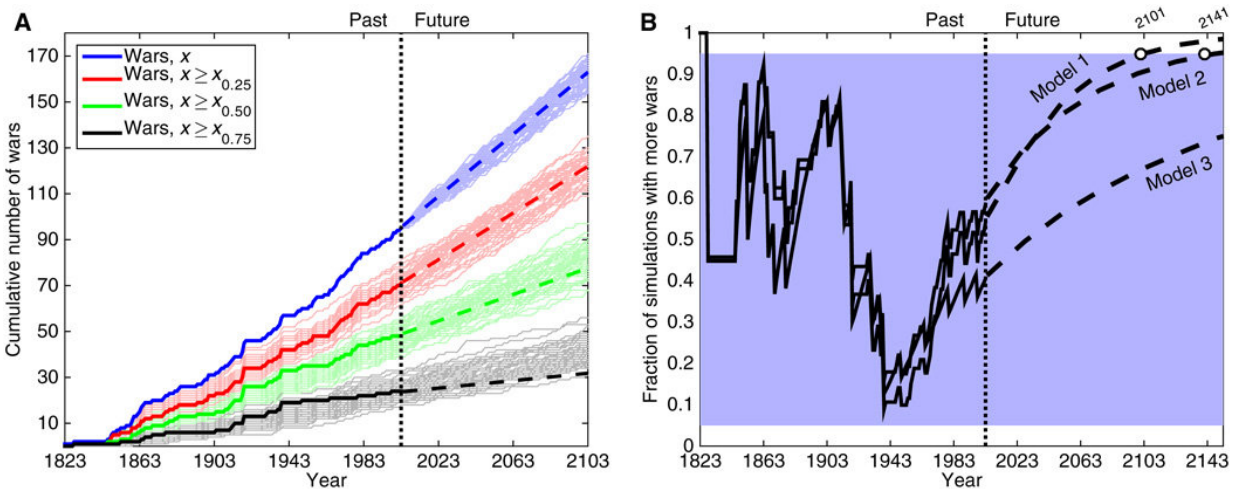 A
Past Future
Cumulative number of wars
170
150
130
110
90
70
50
30
10
Wars, x
Wars, x ≥ x0.25
Wars, x ≥ x0.50
Wars, x ≥ x0.75
1823 1863 1903 1943 1983 2023 2063 2103
Year
B
Past Future
2101 2141
Fraction of simulations with more wars
1
0.9
0.8
0.7
0.6
0.5
0.4
0.3
0.2
0.1
0
Model 1
Model 2
Model 3
1823 1863 1903 1943 1983 2023 2063 2103 2143
Year